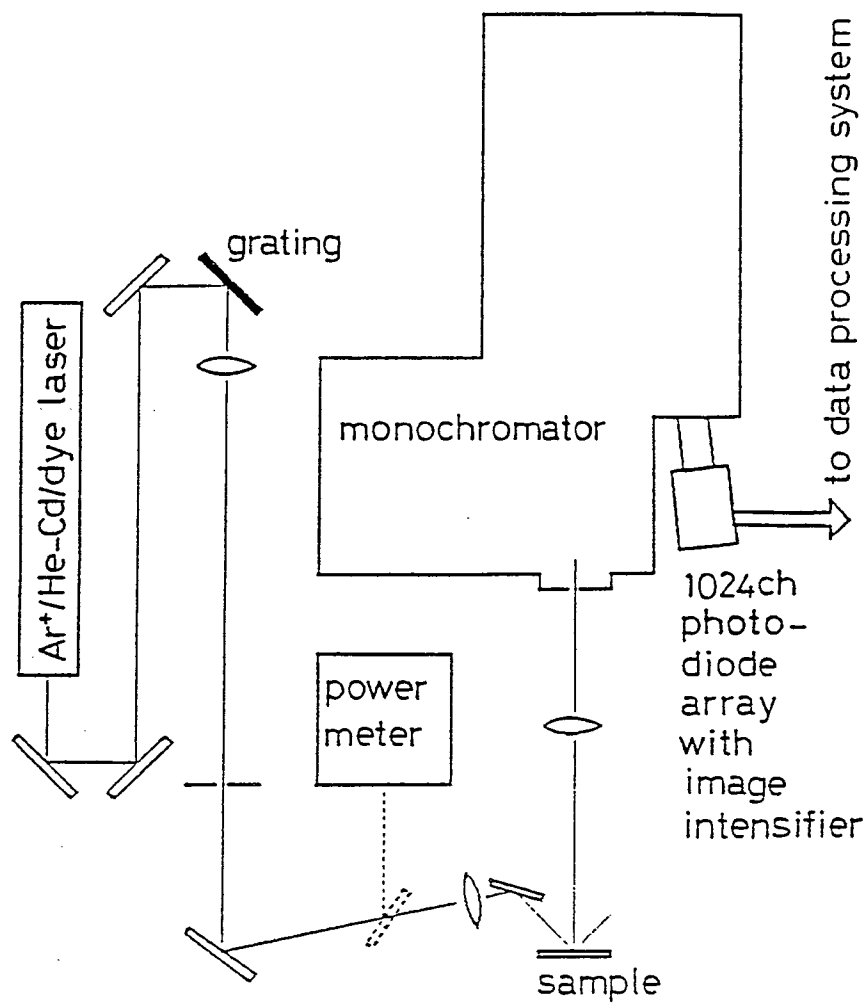 grating
Ar⁺/He-Cd/dye laser
monochromator
to data processing system
1024ch
photo-
diode
array
with
image
intensifier
power
meter
sample